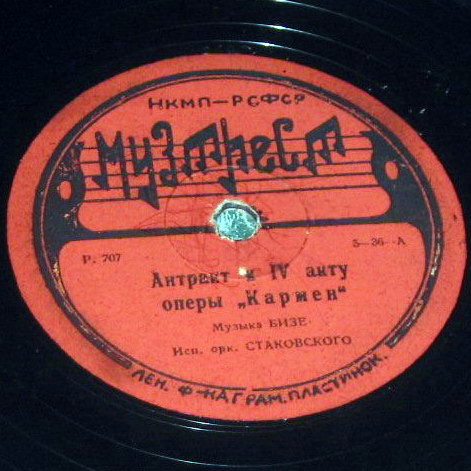 НКМП—РСФСР
Музтрест
Р. 707
5—36—А
Антракт к IV акту
оперы „Кармен“
Музыка БИЗЕ
Исп. орк. СТАКОВСКОГО
ЛЕН. Ф-КА ГРАМ.ПЛАСТИНОК.